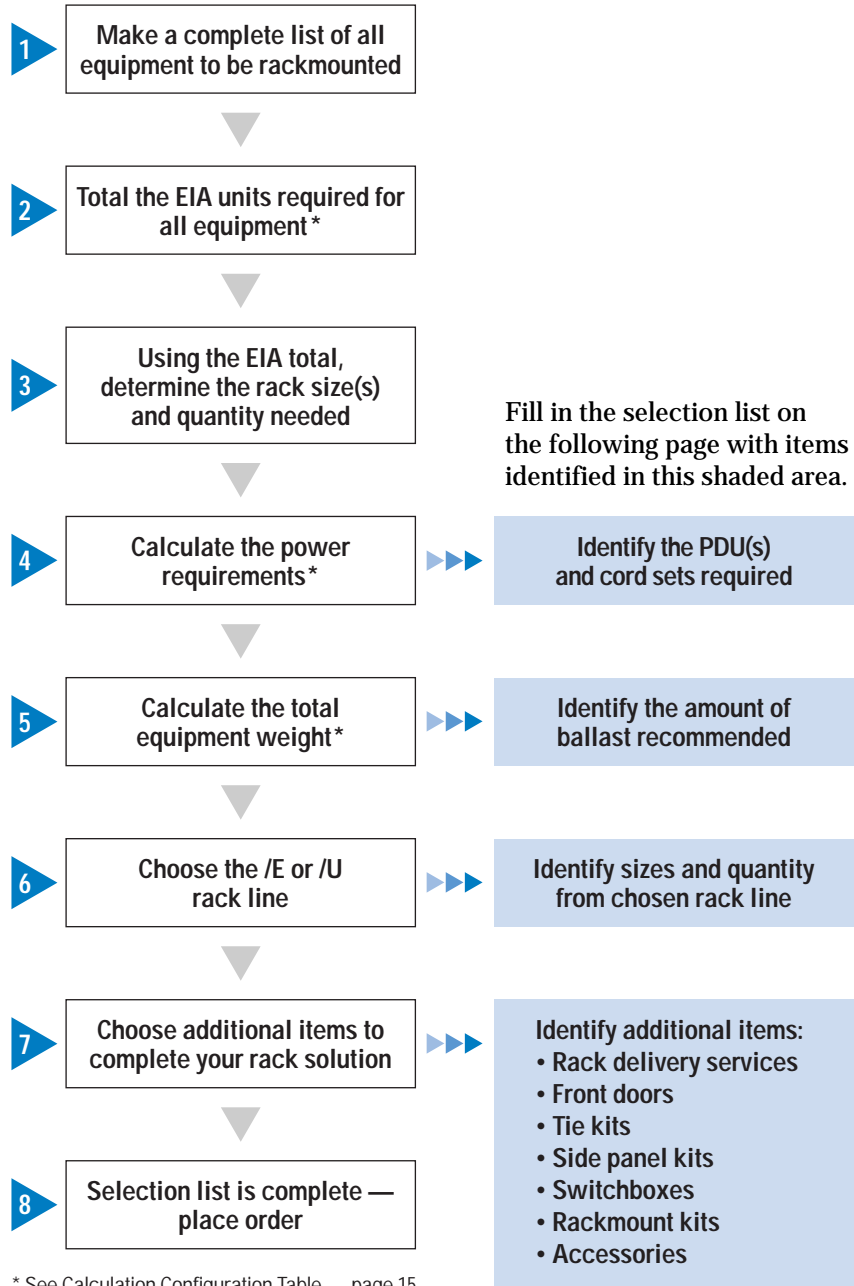 1
Make a complete list of all
equipment to be rackmounted
2
Total the EIA units required for
all equipment*
3
Using the EIA total,
determine the rack size(s)
and quantity needed
Fill in the selection list on
the following page with items
identified in this shaded area.
4
Calculate the power
requirements*
Identify the PDU(s)
and cord sets required
5
Calculate the total
equipment weight*
Identify the amount of
ballast recommended
6
Choose the /E or /U
rack line
Identify sizes and quantity
from chosen rack line
7
Choose additional items to
complete your rack solution
Identify additional items:
• Rack delivery services
• Front doors
• Tie kits
• Side panel kits
• Switchboxes
• Rackmount kits
• Accessories
8
Selection list is complete —
place order
* See Calculation Configuration Table page 15